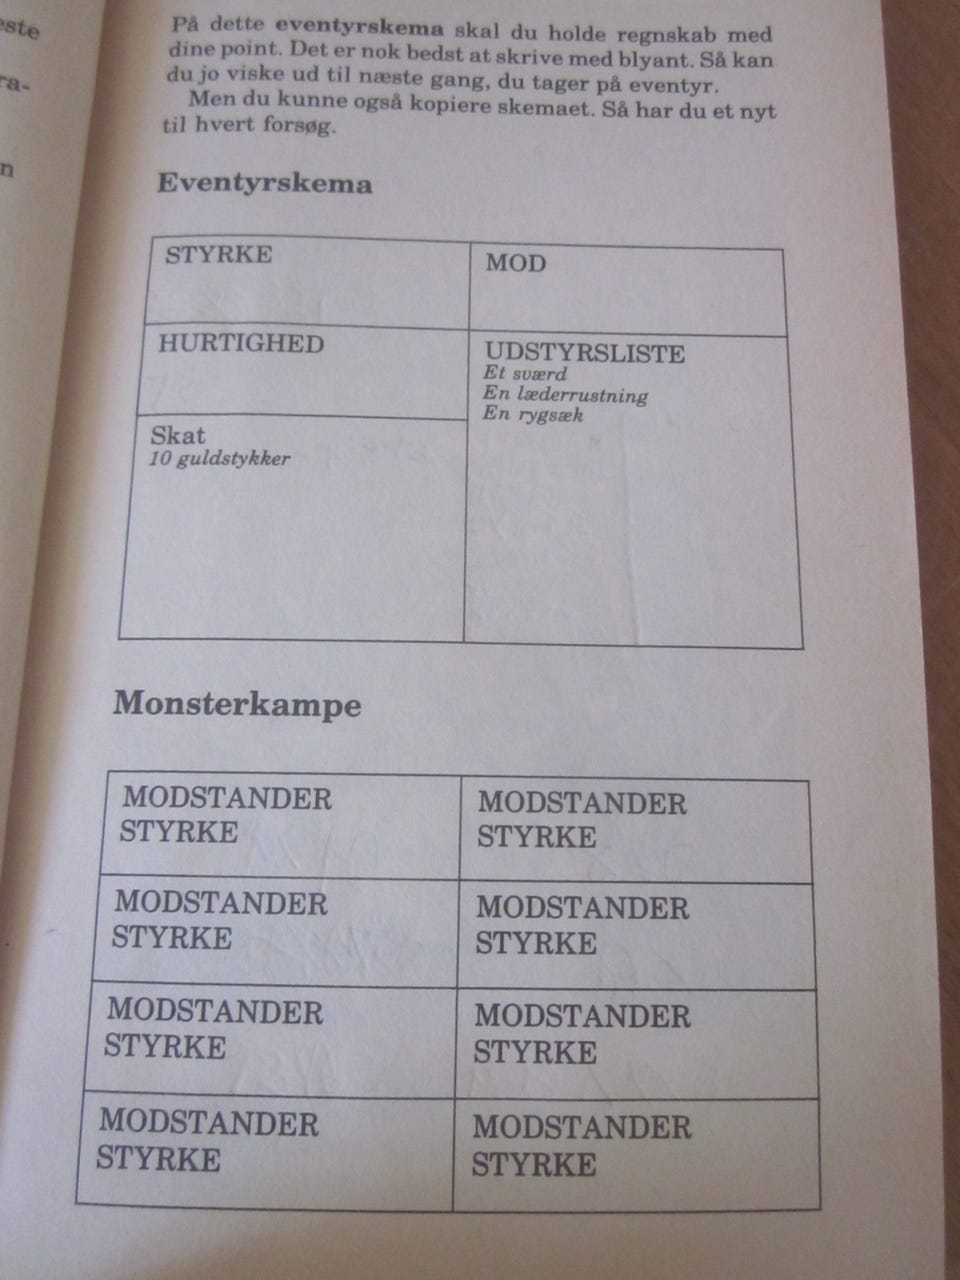 este
ra-
n
På dette eventyrskema skal du holde regnskab med
dine point. Det er nok bedst at skrive med blyant. Så kan
du jo viske ud til næste gang, du tager på eventyr.
Men du kunne også kopiere skemaet. Så har du et nyt
til hvert forsøg.
Eventyrskema
STYRKE
MOD
HURTIGHED
UDSTYRSLISTE
Et sværd
En læderrustning
En rygsæk
Skat
10 guldstykker
Monsterkampe
MODSTANDER
STYRKE
MODSTANDER
STYRKE
MODSTANDER
STYRKE
MODSTANDER
STYRKE
MODSTANDER
STYRKE
MODSTANDER
STYRKE
MODSTANDER
STYRKE
MODSTANDER
STYRKE